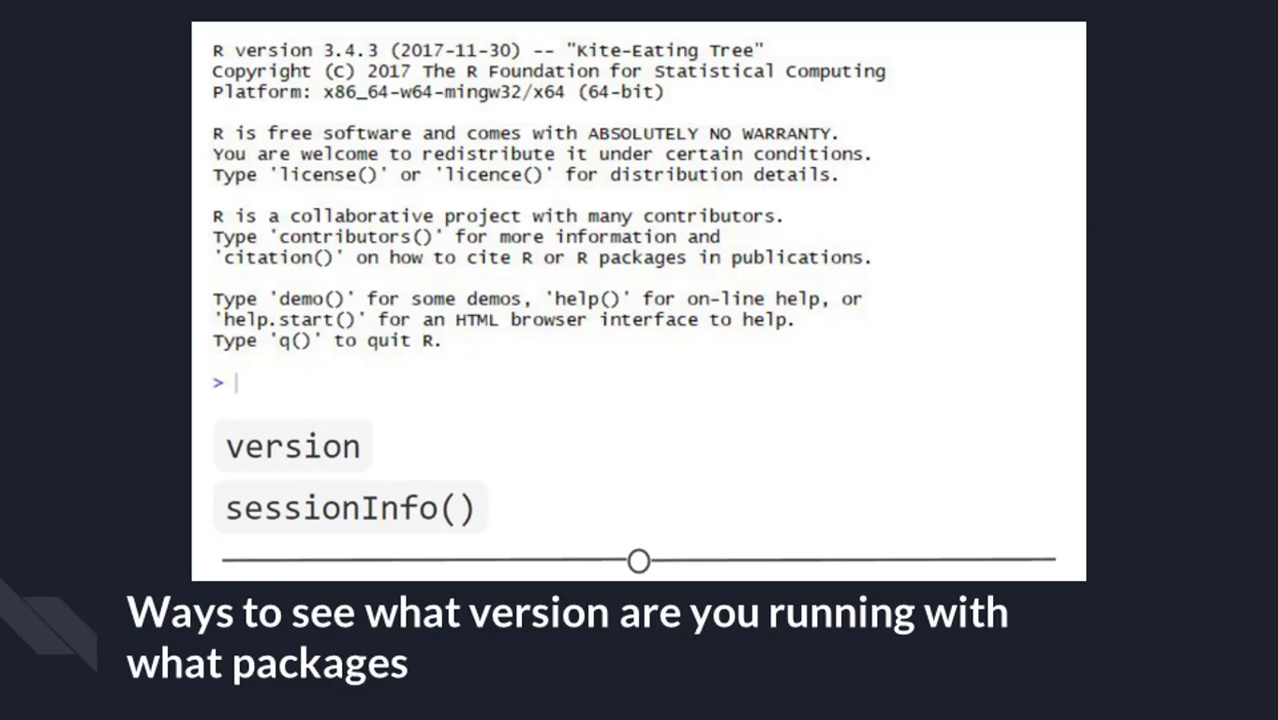 R version 3.4.3 (2017-11-30) -- "Kite-Eating Tree"
Copyright (C) 2017 The R Foundation for Statistical Computing
Platform: x86_64-w64-mingw32/x64 (64-bit)
R is free software and comes with ABSOLUTELY NO WARRANTY.
You are welcome to redistribute it under certain conditions.
Type 'license()' or 'licence()' for distribution details.
R is a collaborative project with many contributors.
Type 'contributors()' for more information and
'citation()' on how to cite R or R packages in publications.
Type 'demo()' for some demos, 'help()' for on-line help, or
'help.start()' for an HTML browser interface to help.
Type 'q()' to quit R.
>
version
sessionInfo()
Ways to see what version are you running with
what packages